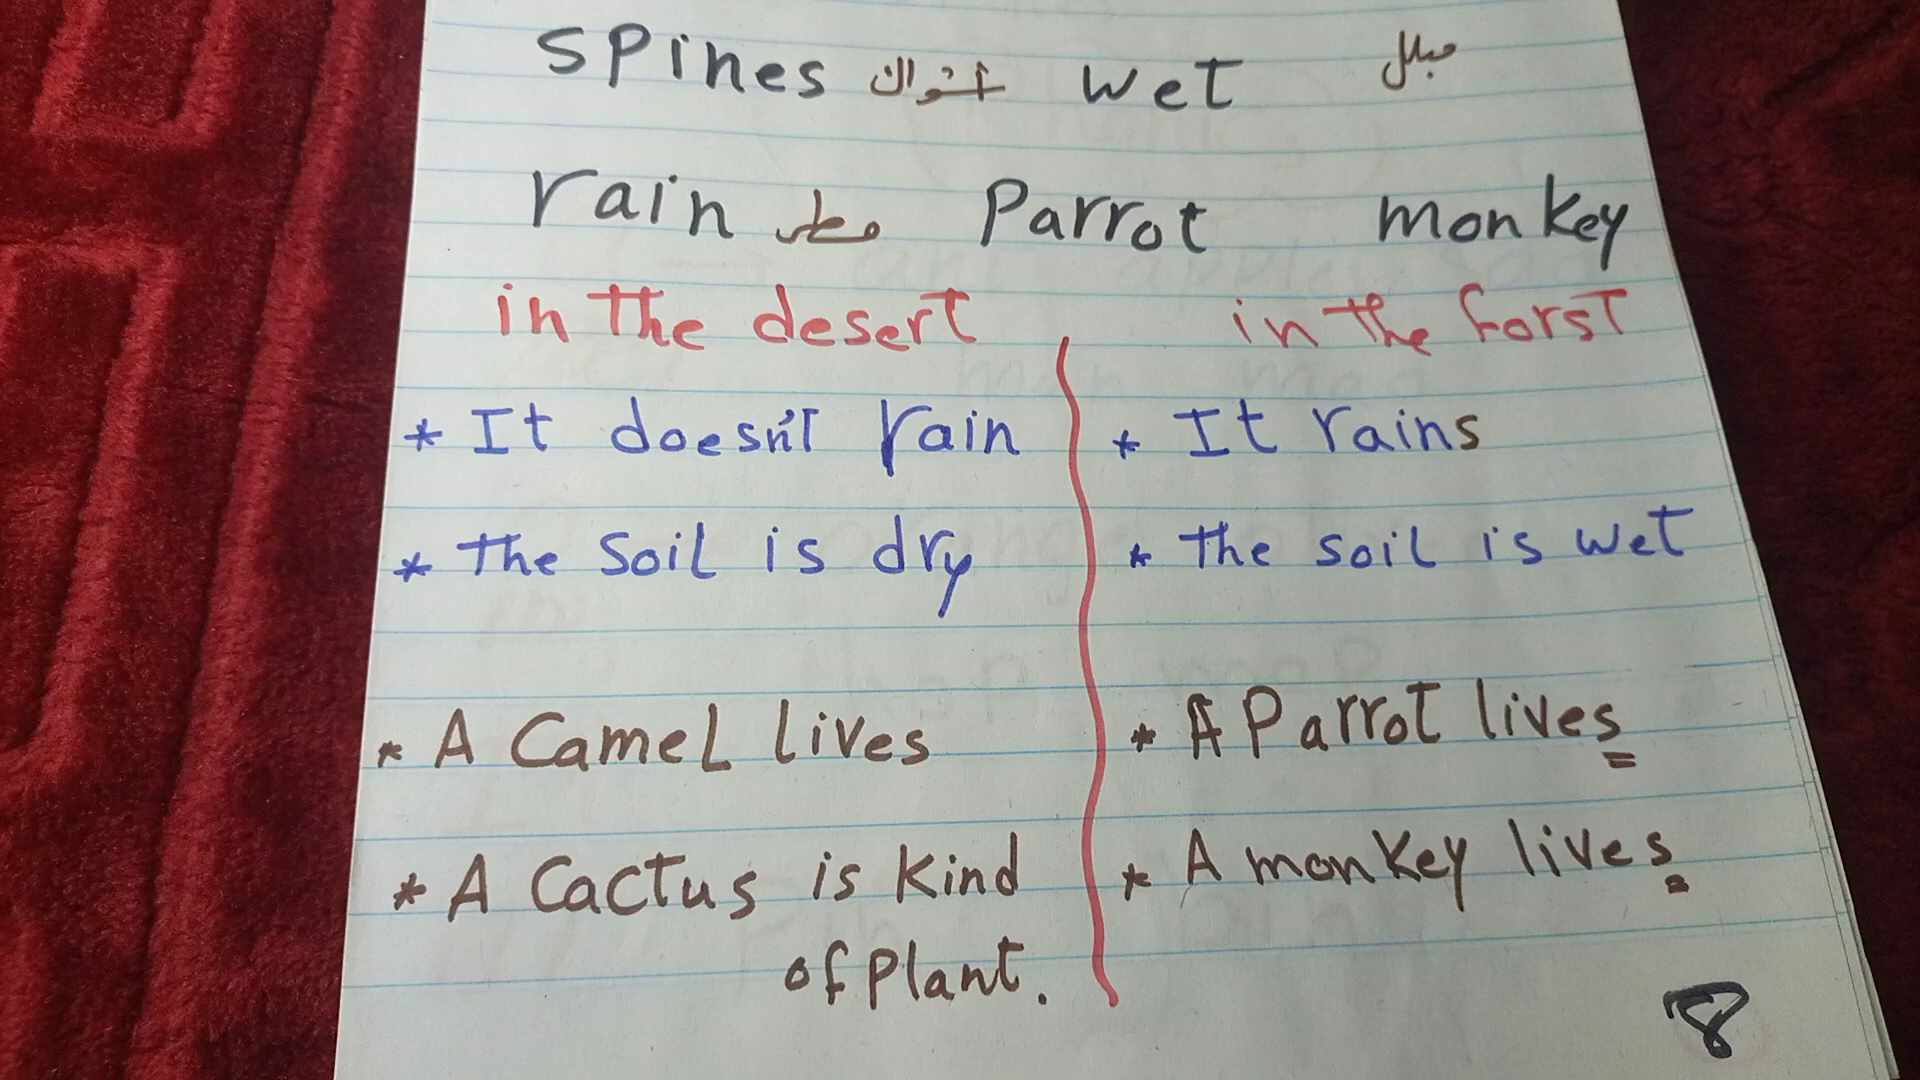 spines أشواك wet مبلل
rain مطر Parrot monkey
in the desert
in the forst
* It doesn't rain
* The Soil is dry
* A Camel lives
* A Cactus is kind
of Plant.
* It rains
* The soil is wet
* A Parrot lives
* A monkey lives
8